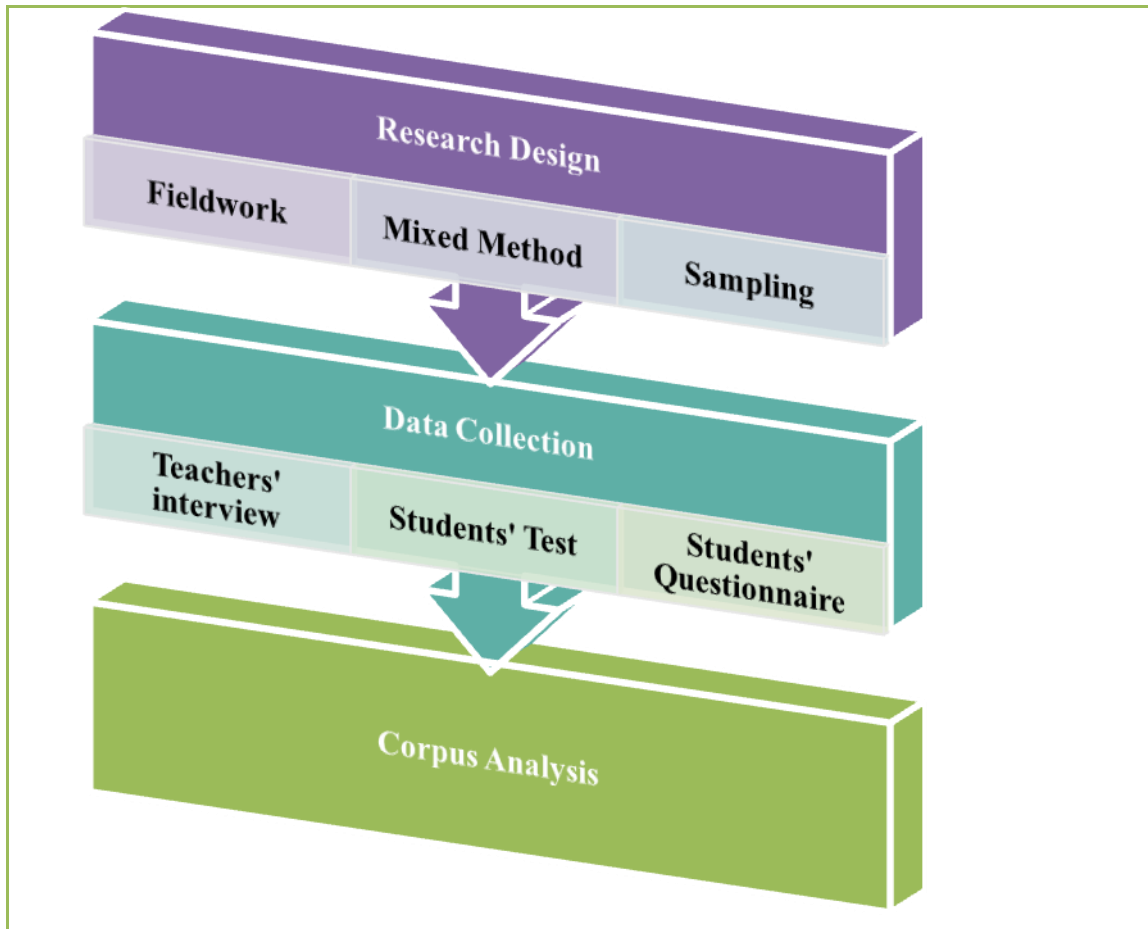 Research Design
Fieldwork
Mixed Method
Sampling
Data Collection
Teachers'
interview
Students' Test
Students'
Questionnaire
Corpus Analysis